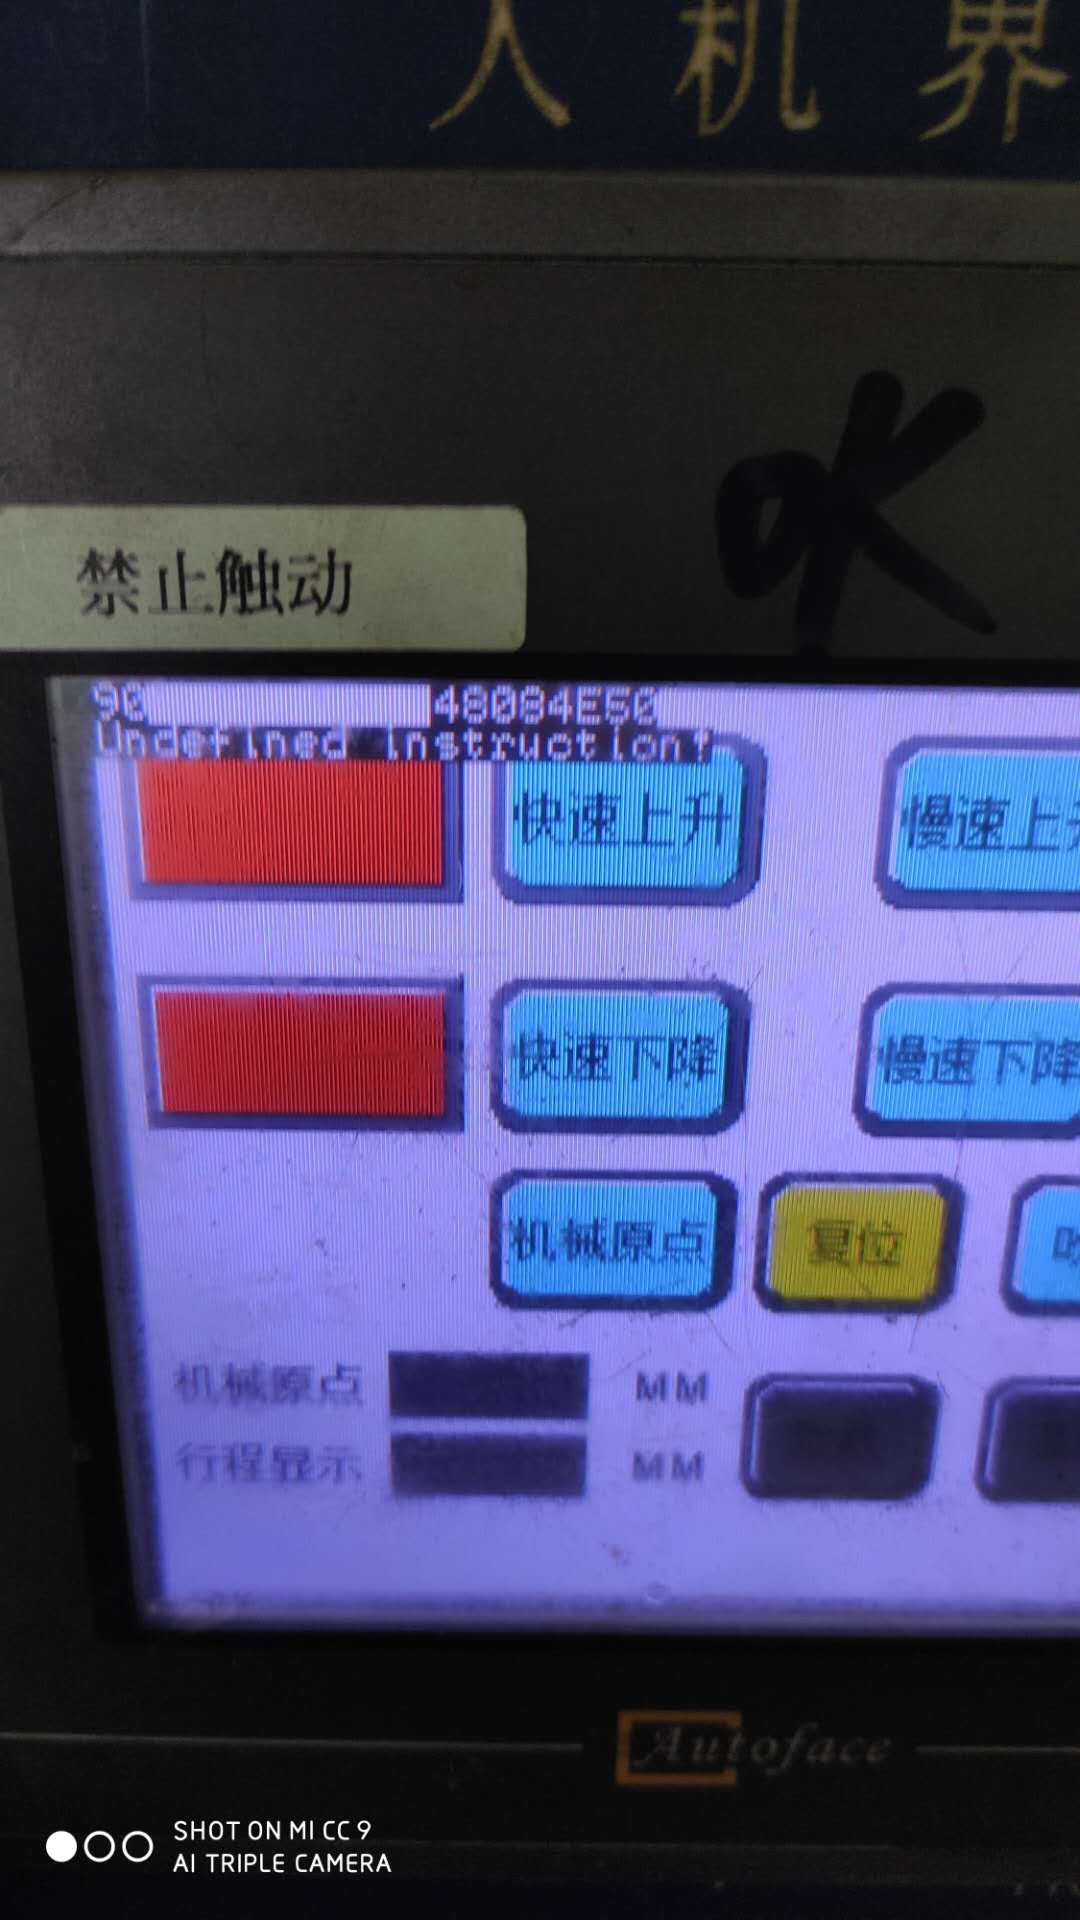 人机界
OK
禁止触动
90 48084E50
Undefined instruction!
快速上升 慢速上升
快速下降 慢速下降
机械原点 复位
机械原点 MM
行程显示 MM
Autoface
SHOT ON MI CC 9
AI TRIPLE CAMERA